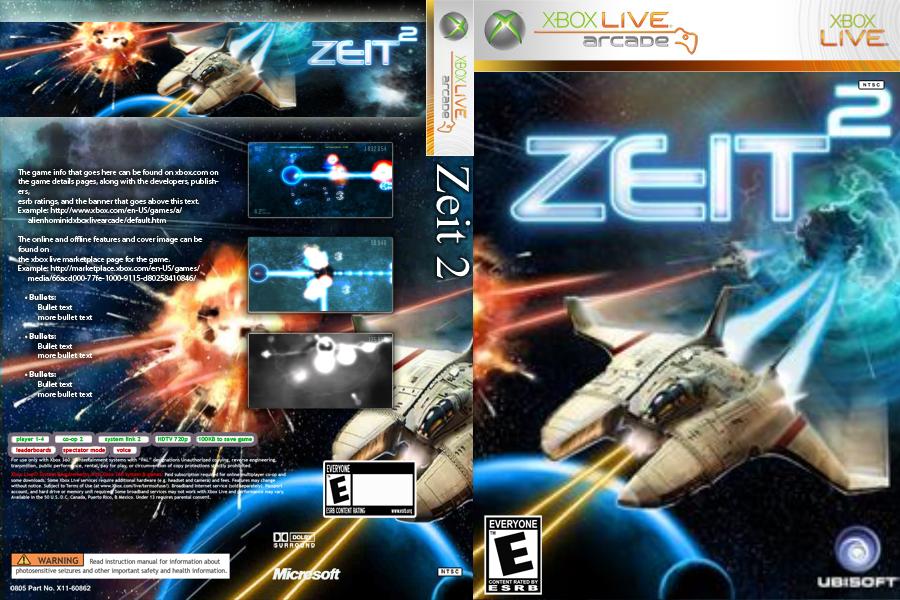 ZEIT 2
The game info that goes here can be found on xbox.com on
the game details pages, along with the developers, publish-
ers,
esrb ratings, and the banner that goes above this text.
Example: http://www.xbox.com/en-US/games/a/
alienhominidxboxlivearcade/default.htm
The online and offline features and cover image can be
found on
the xbox live marketplace page for the game.
Example: http://marketplace.xbox.com/en-US/games/
media/66acd000-77fe-1000-9115-d80258410846/
• Bullets:
Bullet text
more bullet text
• Bullets:
Bullet text
more bullet text
• Bullets:
Bullet text
more bullet text
player 1-4 co-op 2 system link 2 HDTV 720p 100KB to save game
leaderboards spectator mode voice
EVERYONE
E
ESRB CONTENT RATING www.esrb.org
DOLBY
SURROUND
Microsoft
WARNING Read instruction manual for information about
photosensitive seizures and other important safety and health information.
0805 Part No. X11-60862
NTSC
XBOX LIVE
arcade
Zeit 2
XBOX LIVE
arcade
XBOX
LIVE
NTSC
ZEIT 2
EVERYONE
E
CONTENT RATED BY
ESRB
UBISOFT